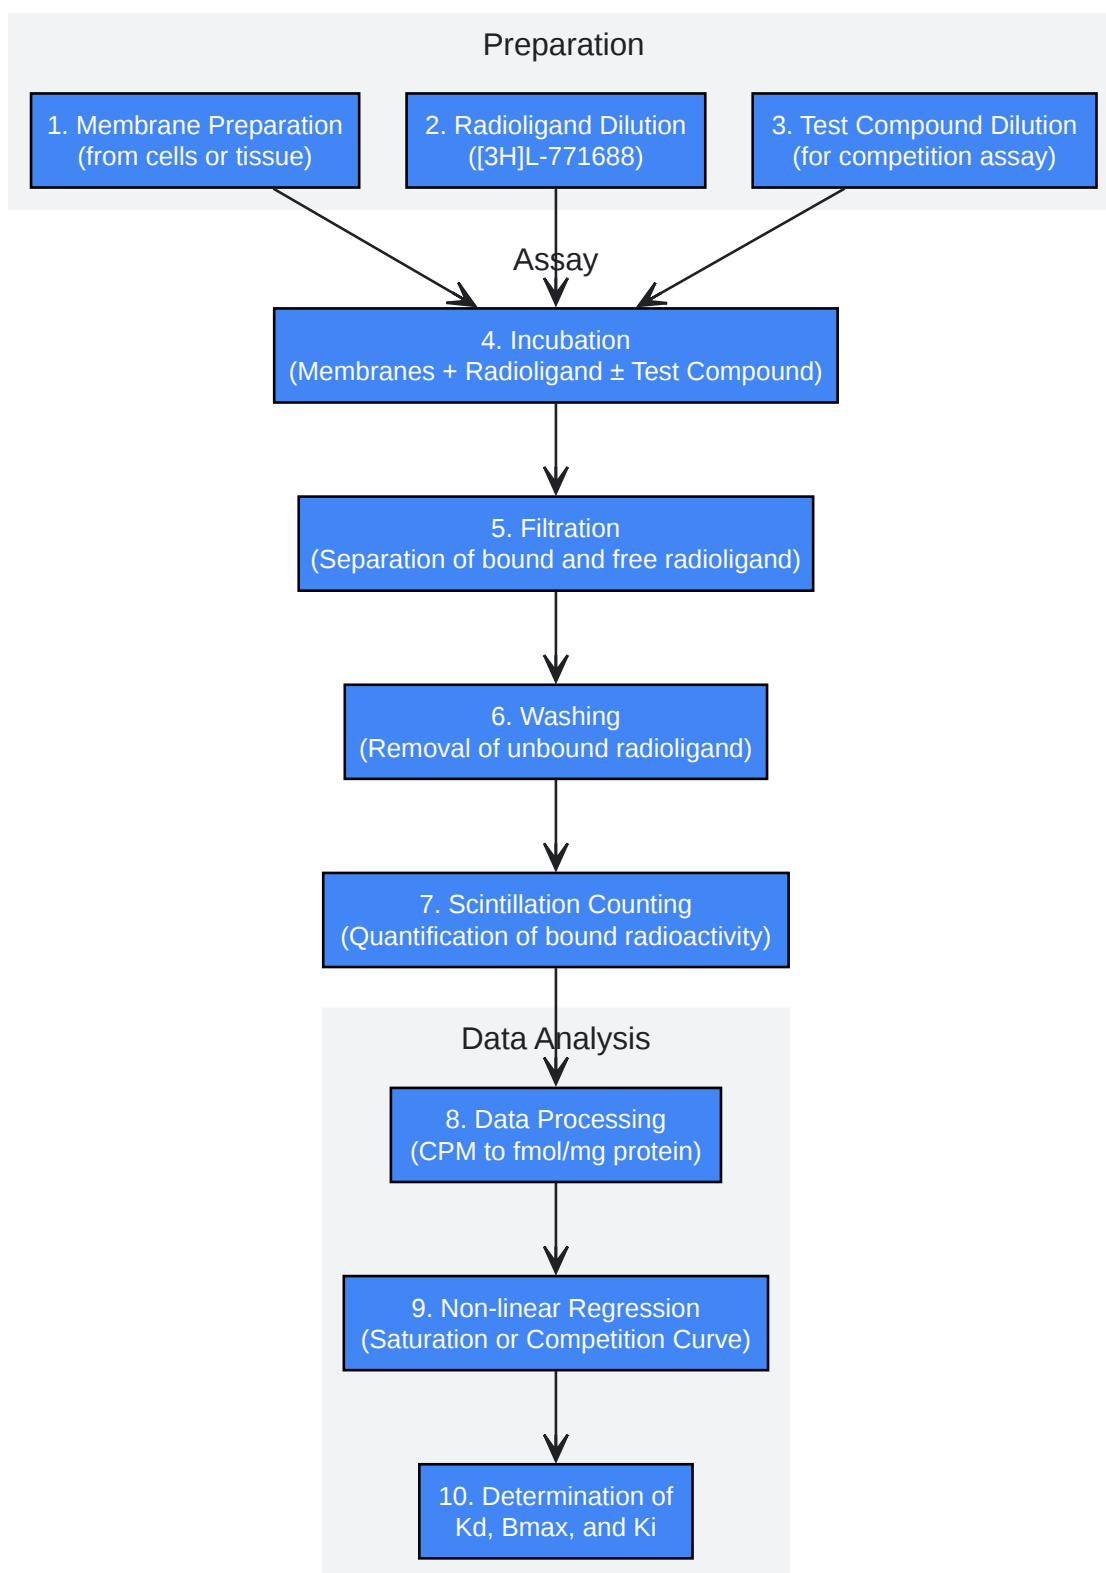 Preparation
1. Membrane Preparation
(from cells or tissue)
2. Radioligand Dilution
([3H]L-771688)
3. Test Compound Dilution
(for competition assay)
Assay
4. Incubation
(Membranes + Radioligand ± Test Compound)
5. Filtration
(Separation of bound and free radioligand)
6. Washing
(Removal of unbound radioligand)
7. Scintillation Counting
(Quantification of bound radioactivity)
Data Analysis
8. Data Processing
(CPM to fmol/mg protein)
9. Non-linear Regression
(Saturation or Competition Curve)
10. Determination of
Kd, Bmax, and Ki